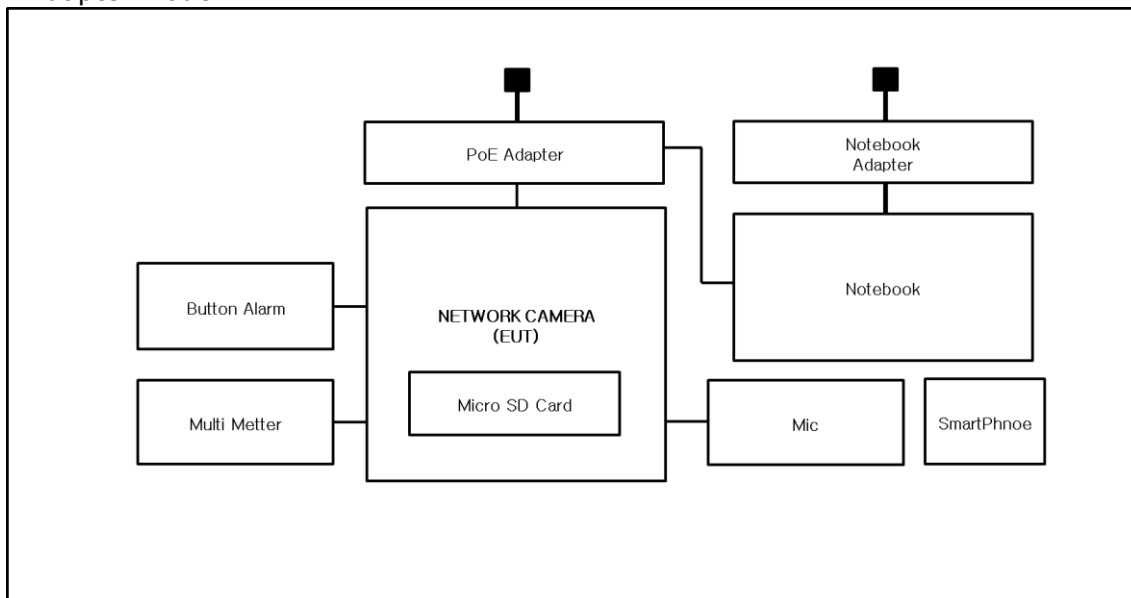 PoE Adapter
Notebook
Adapter
Button Alarm
NETWORK CAMERA
(EUT)
Notebook
Multi Metter
Micro SD Card
Mic
SmartPhnoe